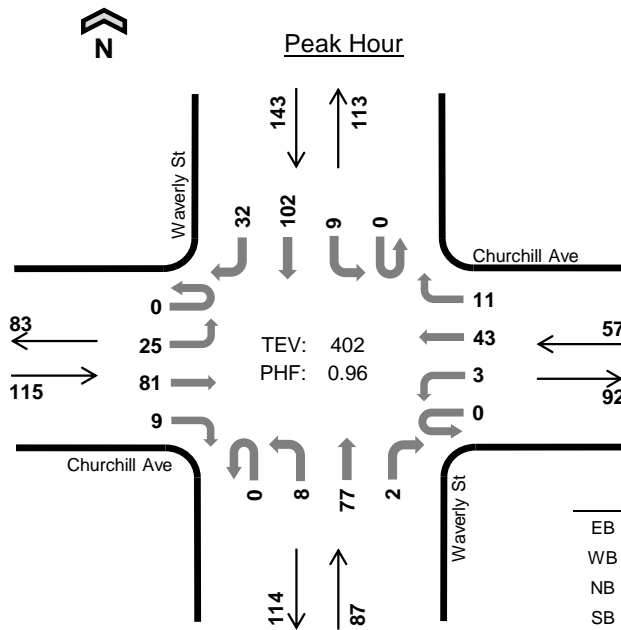 N
Peak Hour
143
113
Waverly St
32
102
9
0
Churchill Ave
0
11
83
57
25
TEV: 402
43
115
81
PHF: 0.96
3
92
9
0
Churchill Ave
0
8
77
2
Waverly St
EB
WB
114
87
NB
SB